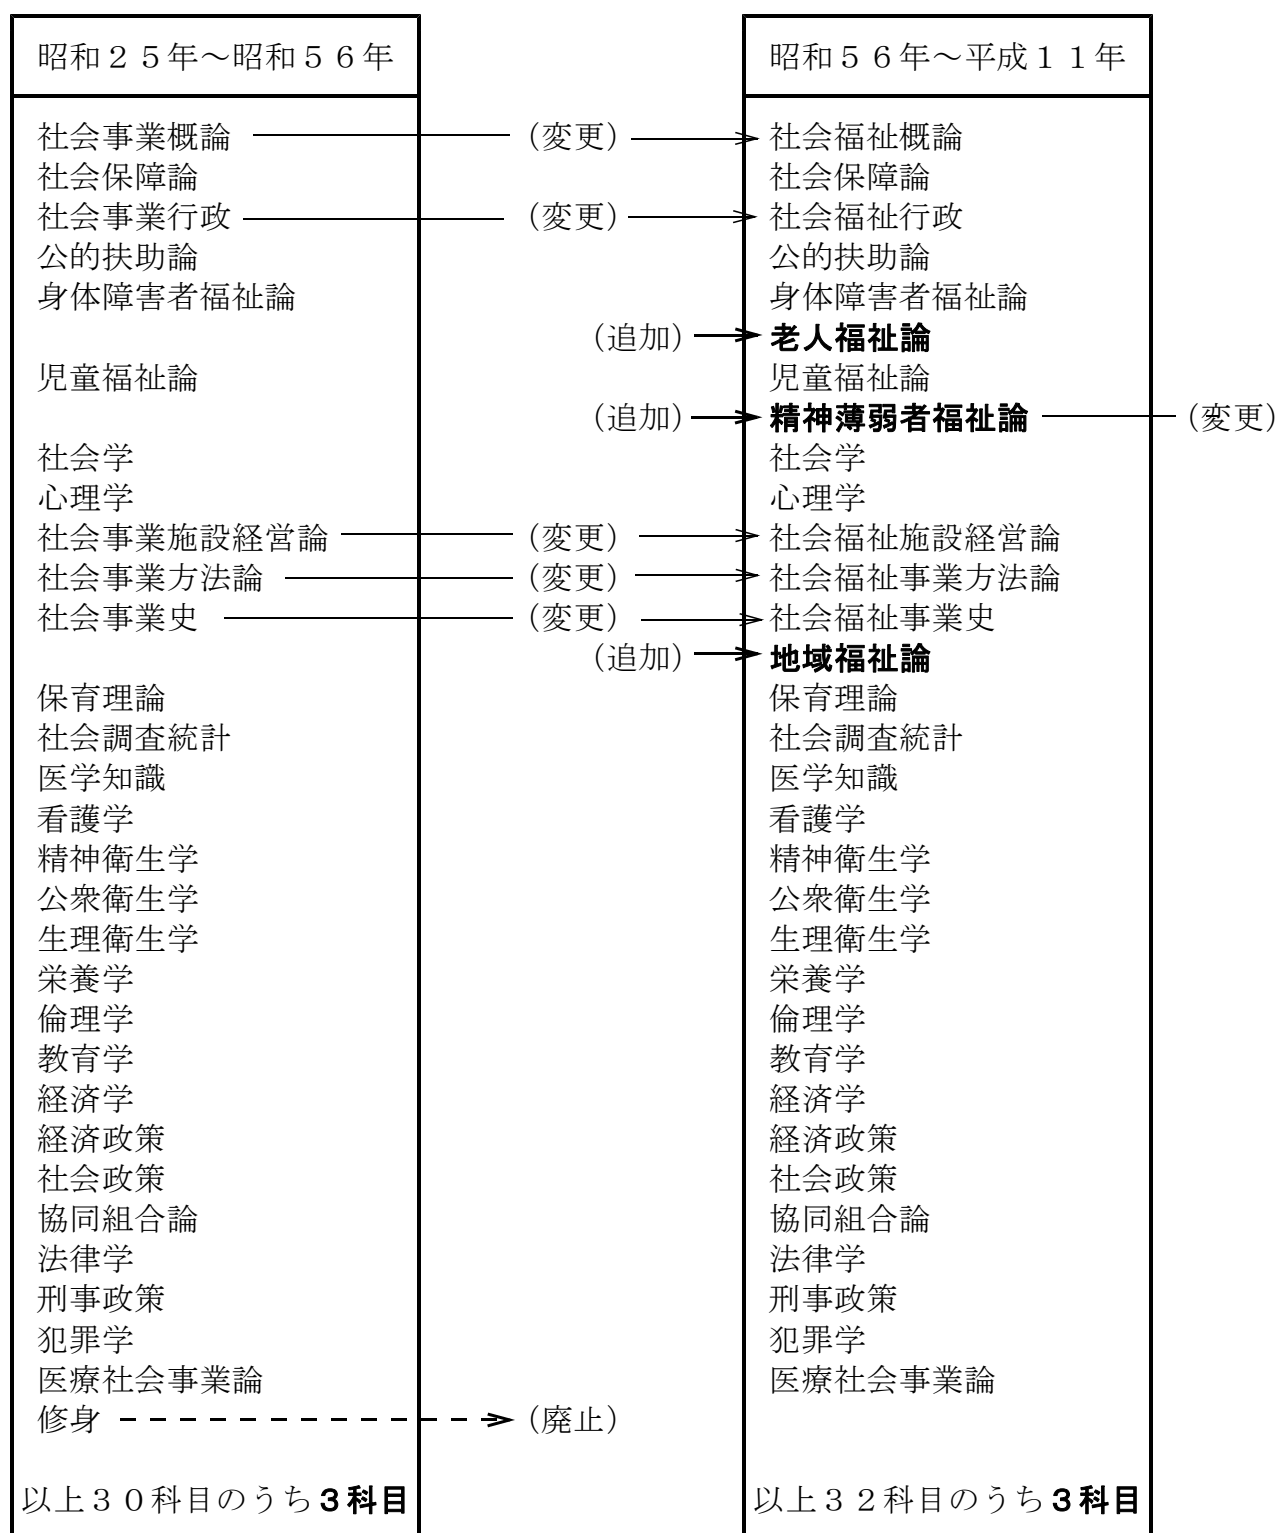 昭和２５年～昭和５６年　昭和５６年～平成１１年
社会事業概論　（変更）　社会福祉概論
社会保障論　社会保障論
社会事業行政　（変更）　社会福祉行政
公的扶助論　公的扶助論
身体障害者福祉論　身体障害者福祉論
（追加）　老人福祉論
児童福祉論　児童福祉論
（追加）　精神薄弱者福祉論　（変更）
社会学　社会学
心理学　心理学
社会事業施設経営論　（変更）　社会福祉施設経営論
社会事業方法論　（変更）　社会福祉事業方法論
社会事業史　（変更）　社会福祉事業史
（追加）　地域福祉論
保育理論　保育理論
社会調査統計　社会調査統計
医学知識　医学知識
看護学　看護学
精神衛生学　精神衛生学
公衆衛生学　公衆衛生学
生理衛生学　生理衛生学
栄養学　栄養学
倫理学　倫理学
教育学　教育学
経済学　経済学
経済政策　経済政策
社会政策　社会政策
協同組合論　協同組合論
法律学　法律学
刑事政策　刑事政策
犯罪学　犯罪学
医療社会事業論　医療社会事業論
修身　（廃止）
以上３０科目のうち３科目　以上３２科目のうち３科目